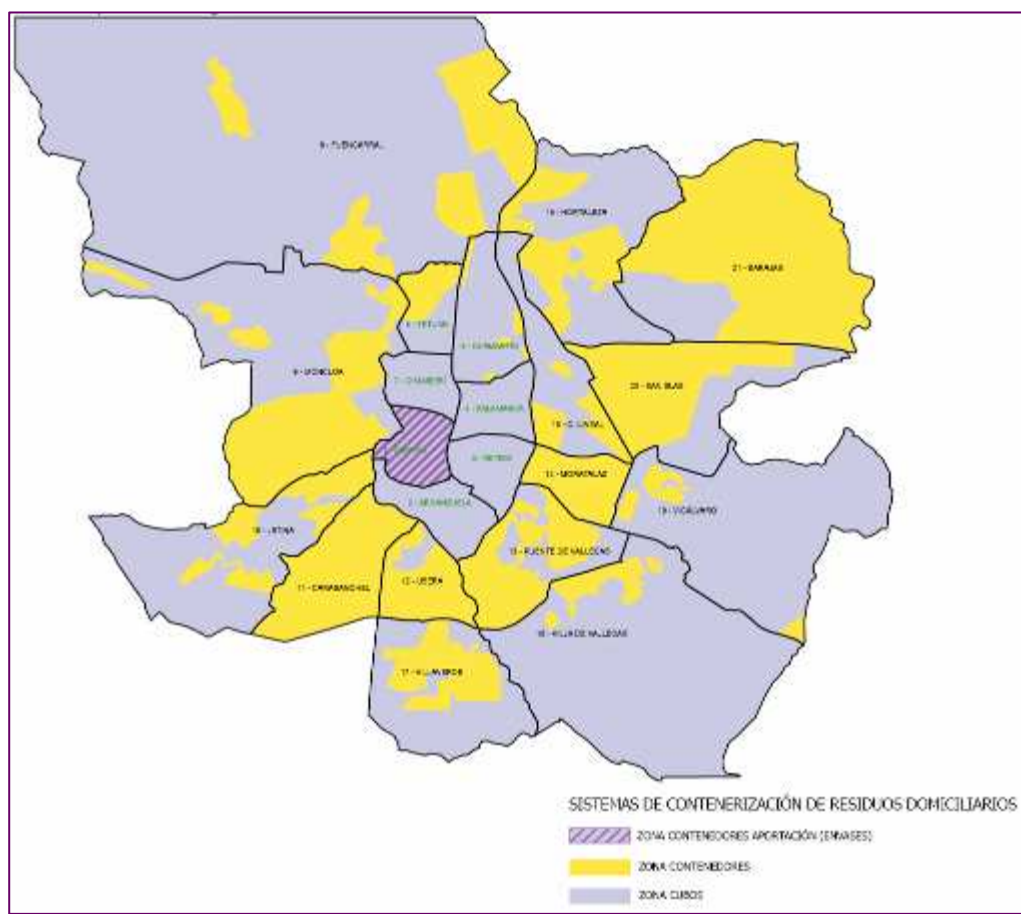 8 - FUENCARRAL
16 - HORTALEZA
21 - BARAJAS
6 - TETUAN
5 - CHAMARTIN
9 - MONCLOA
7 - CHAMBERI
20 - SAN BLAS
4 - SALAMANCA
15 - C. LINEAL
3 - RETIRO
14 - MORATALAZ
2 - ARGANZUELA
19 - VICALVARO
10 - LATINA
13 - PUENTE DE VALLECAS
11 - CARABANCHEL
12 - USERA
18 - VILLA DE VALLECAS
17 - VILLAVERDE
SISTEMAS DE CONTENERIZACIÓN DE RESIDUOS DOMICILIARIOS
ZONA CONTENEDORES APORTACIÓN (ENVASES)
ZONA CONTENEDORES
ZONA CUBOS